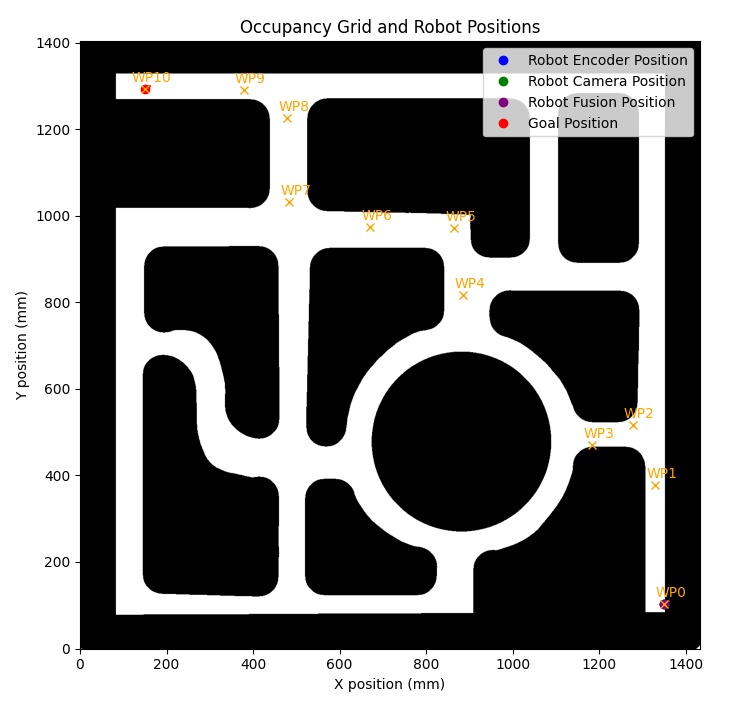 Occupancy Grid and Robot Positions
Robot Encoder Position
Robot Camera Position
Robot Fusion Position
Goal Position
WP10
WP9
WP8
WP7
WP6
WP5
WP4
WP3
WP2
WP1
WP0
1400
1200
1000
800
600
400
200
0
Y position (mm)
0 200 400 600 800 1000 1200 1400
X position (mm)